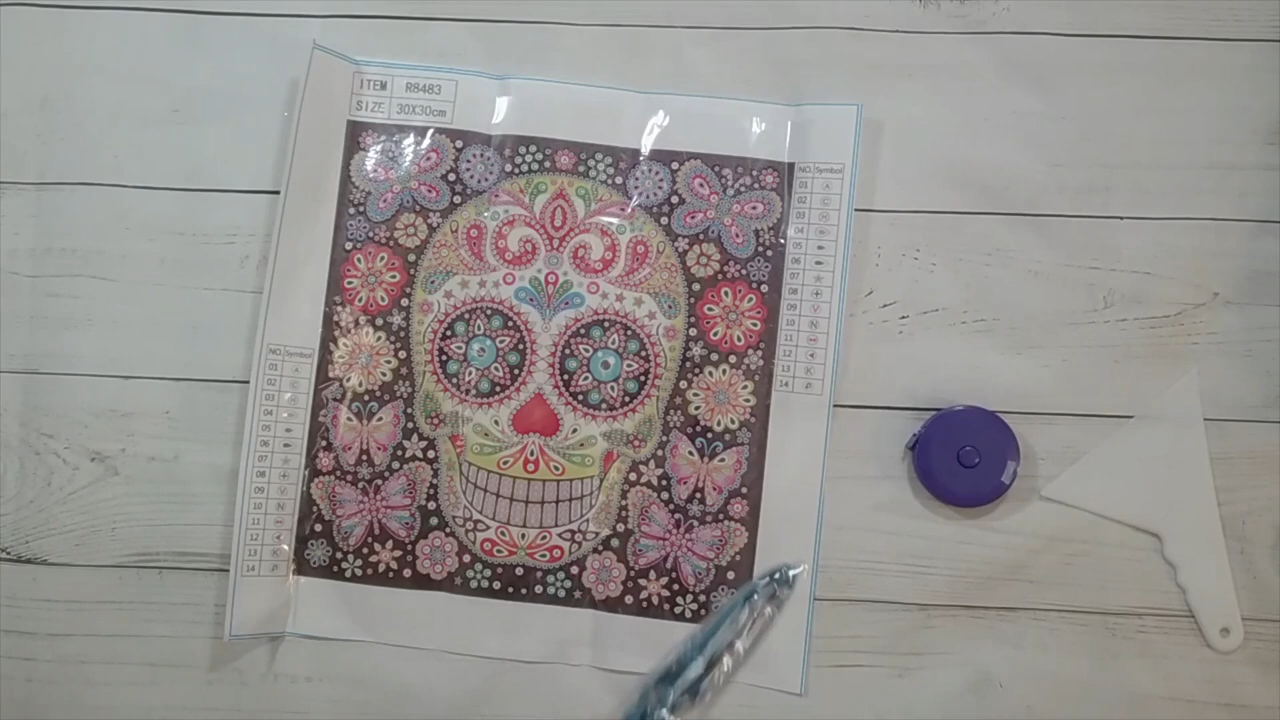 ITEM R8483
SIZE 30X30cm
NO. Symbol
01 A
02 C
03 H
04
05
06
07 ★
08 +
09 V
10 N
11
12
13 K
14 P
NO. Symbol
01 A
02 C
03 H
04
05
06
07 ★
08 +
09 V
10 N
11
12
13 K
14 P